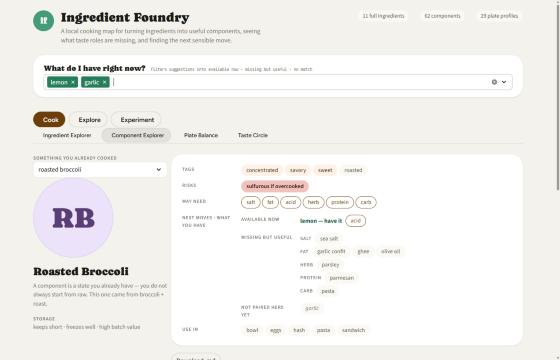 If
Ingredient Foundry
A local cooking map for turning ingredients into useful components, seeing
what taste roles are missing, and finding the next sensible move.
11 full ingredients
62 components
29 plate profiles
What do I have right now? filters suggestions into available now · missing but useful · no match
lemon × garlic ×
Cook Explore Experiment
Ingredient Explorer Component Explorer Plate Balance Taste Circle
SOMETHING YOU ALREADY COOKED
roasted broccoli
RB
Roasted Broccoli
A component is a state you already have — you do not
always start from raw. This one came from broccoli +
roast.
STORAGE
keeps short · freezes well · high batch value
TAGS concentrated savory sweet roasted
RISKS sulfurous if overcooked
MAY NEED salt fat acid herb protein carb
NEXT MOVES · WHAT
YOU HAVE
AVAILABLE NOW lemon — have it acid
MISSING BUT USEFUL SALT sea salt
FAT garlic confit ghee olive oil
HERB parsley
PROTEIN parmesan
CARB pasta
NOT PAIRED HERE
YET
garlic
USE IN bowl eggs hash pasta sandwich